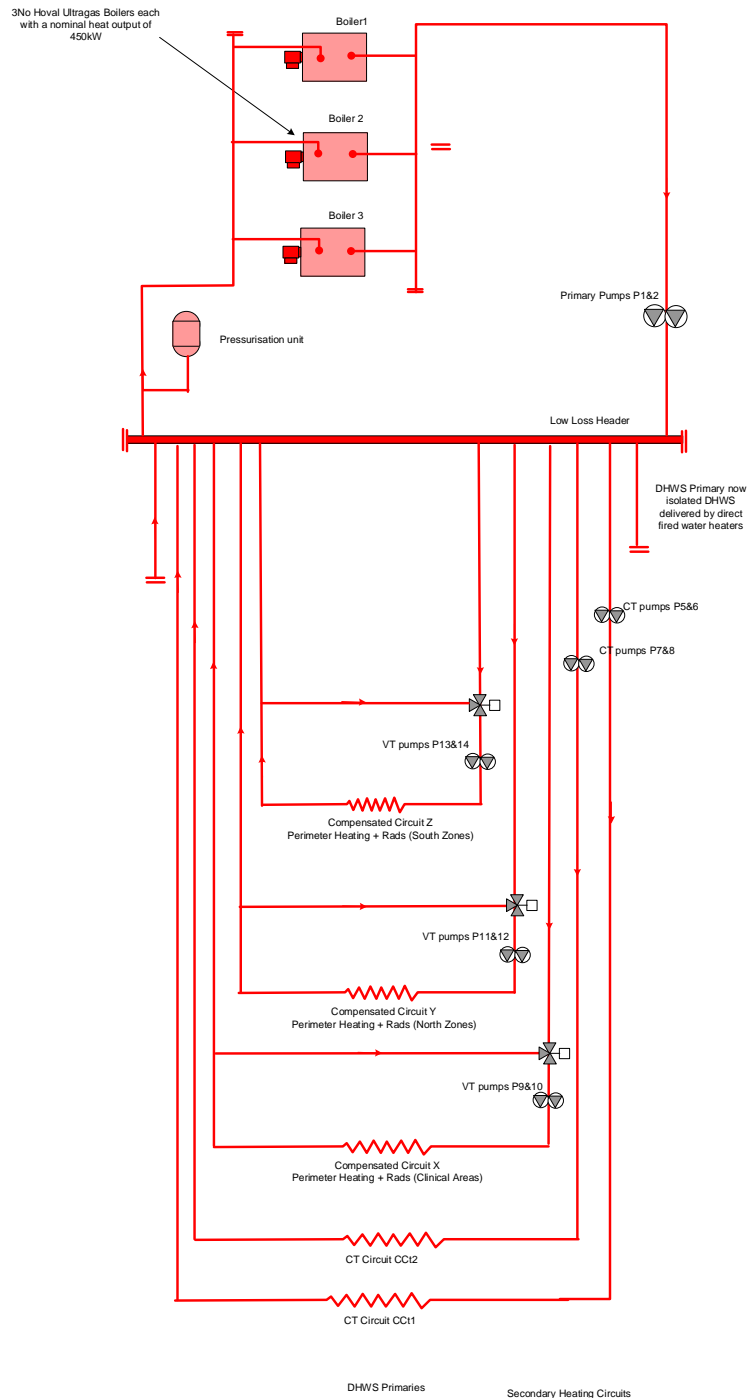 3No Hoval Ultragas Boilers each
with a nominal heat output of
450kW
Boiler1
Boiler 2
Boiler 3
Primary Pumps P1&2
Pressurisation unit
Low Loss Header
DHWS Primary now
isolated DHWS
delivered by direct
fired water heaters
CT pumps P5&6
CT pumps P7&8
VT pumps P13&14
Compensated Circuit Z
Perimeter Heating + Rads (South Zones)
VT pumps P11&12
Compensated Circuit Y
Perimeter Heating + Rads (North Zones)
VT pumps P9&10
Compensated Circuit X
Perimeter Heating + Rads (Clinical Areas)
CT Circuit CCt2
CT Circuit CCt1
DHWS Primaries
Secondary Heating Circuits